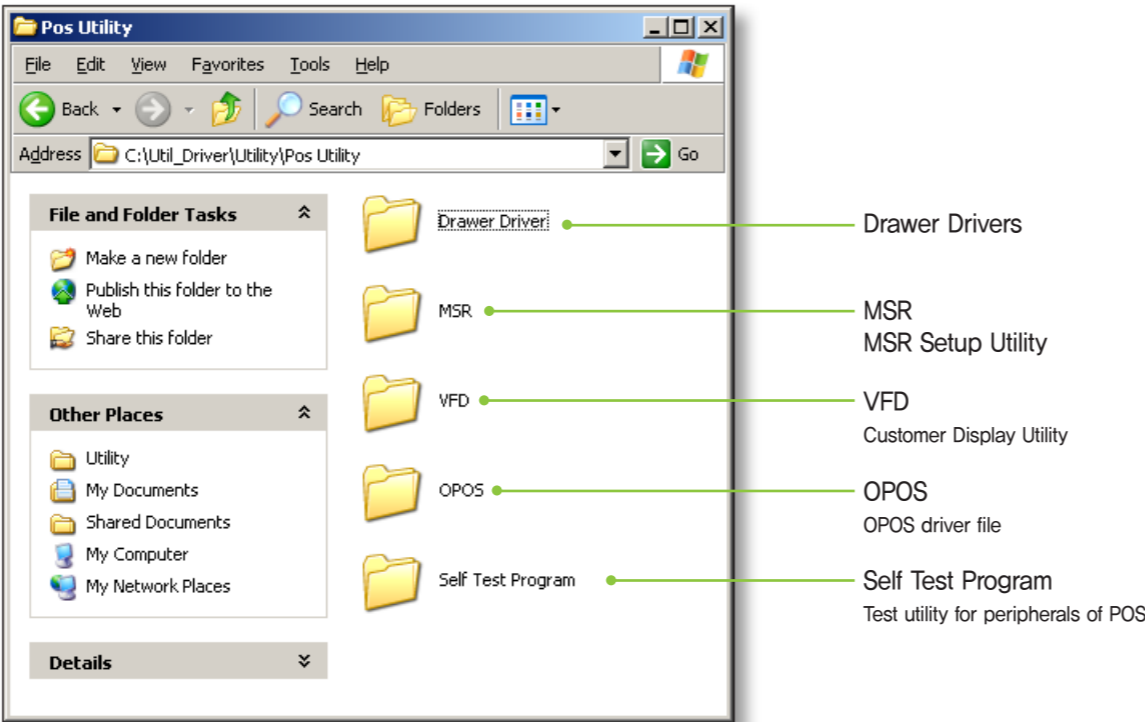 Pos Utility
File Edit View Favorites Tools Help
Back Search Folders
Address C:\Util_Driver\Utility\Pos Utility Go
File and Folder Tasks
Make a new folder
Publish this folder to the
Web
Share this folder
Other Places
Utility
My Documents
Shared Documents
My Computer
My Network Places
Details
Drawer Driver
MSR
VFD
OPOS
Self Test Program
Drawer Drivers
MSR
MSR Setup Utility
VFD
Customer Display Utility
OPOS
OPOS driver file
Self Test Program
Test utility for peripherals of POS